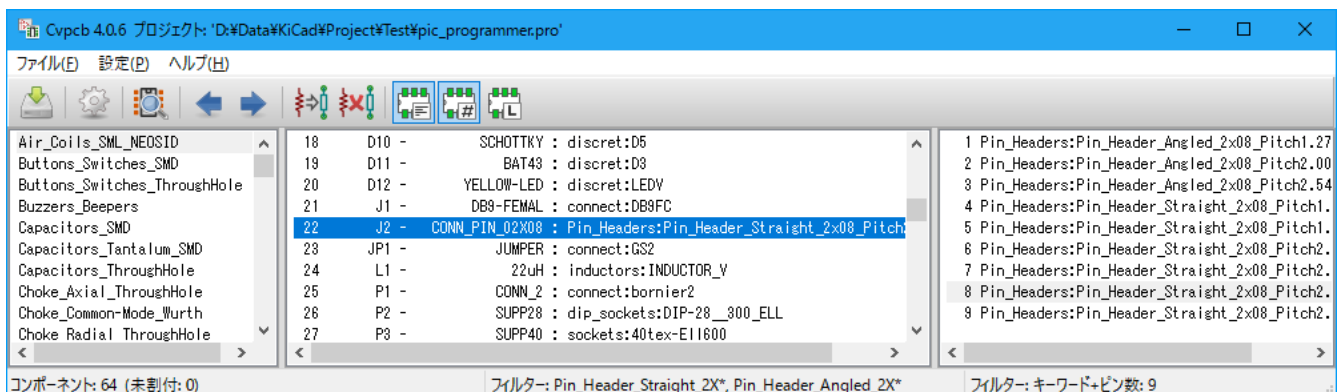 Cvpcb 4.0.6 プロジェクト: 'D:¥Data¥KiCad¥Project¥Test¥pic_programmer.pro'
ファイル(F) 設定(P) ヘルプ(H)
Air_Coils_SML_NEOSID
Buttons_Switches_SMD
Buttons_Switches_ThroughHole
Buzzers_Beepers
Capacitors_SMD
Capacitors_Tantalum_SMD
Capacitors_ThroughHole
Choke_Axial_ThroughHole
Choke_Common-Mode_Wurth
Choke_Radial_ThroughHole
18 D10 - SCHOTTKY : discret:D5
19 D11 - BAT43 : discret:D3
20 D12 - YELLOW-LED : discret:LEDV
21 J1 - DB9-FEMAL : connect:DB9FC
22 J2 - CONN_PIN_02X08 : Pin_Headers:Pin_Header_Straight_2x08_Pitch
23 JP1 - JUMPER : connect:GS2
24 L1 - 22uH : inductors:INDUCTOR_V
25 P1 - CONN_2 : connect:bornier2
26 P2 - SUPP28 : dip_sockets:DIP-28__300_ELL
27 P3 - SUPP40 : sockets:40tex-Ell600
1 Pin_Headers:Pin_Header_Angled_2x08_Pitch1.27
2 Pin_Headers:Pin_Header_Angled_2x08_Pitch2.00
3 Pin_Headers:Pin_Header_Angled_2x08_Pitch2.54
4 Pin_Headers:Pin_Header_Straight_2x08_Pitch1.
5 Pin_Headers:Pin_Header_Straight_2x08_Pitch1.
6 Pin_Headers:Pin_Header_Straight_2x08_Pitch2.
7 Pin_Headers:Pin_Header_Straight_2x08_Pitch2.
8 Pin_Headers:Pin_Header_Straight_2x08_Pitch2.
9 Pin_Headers:Pin_Header_Straight_2x08_Pitch2.
コンポーネント: 64 (未割付: 0)
フィルター: Pin_Header_Straight_2X*, Pin_Header_Angled_2X*
フィルター: キーワード+ピン数: 9